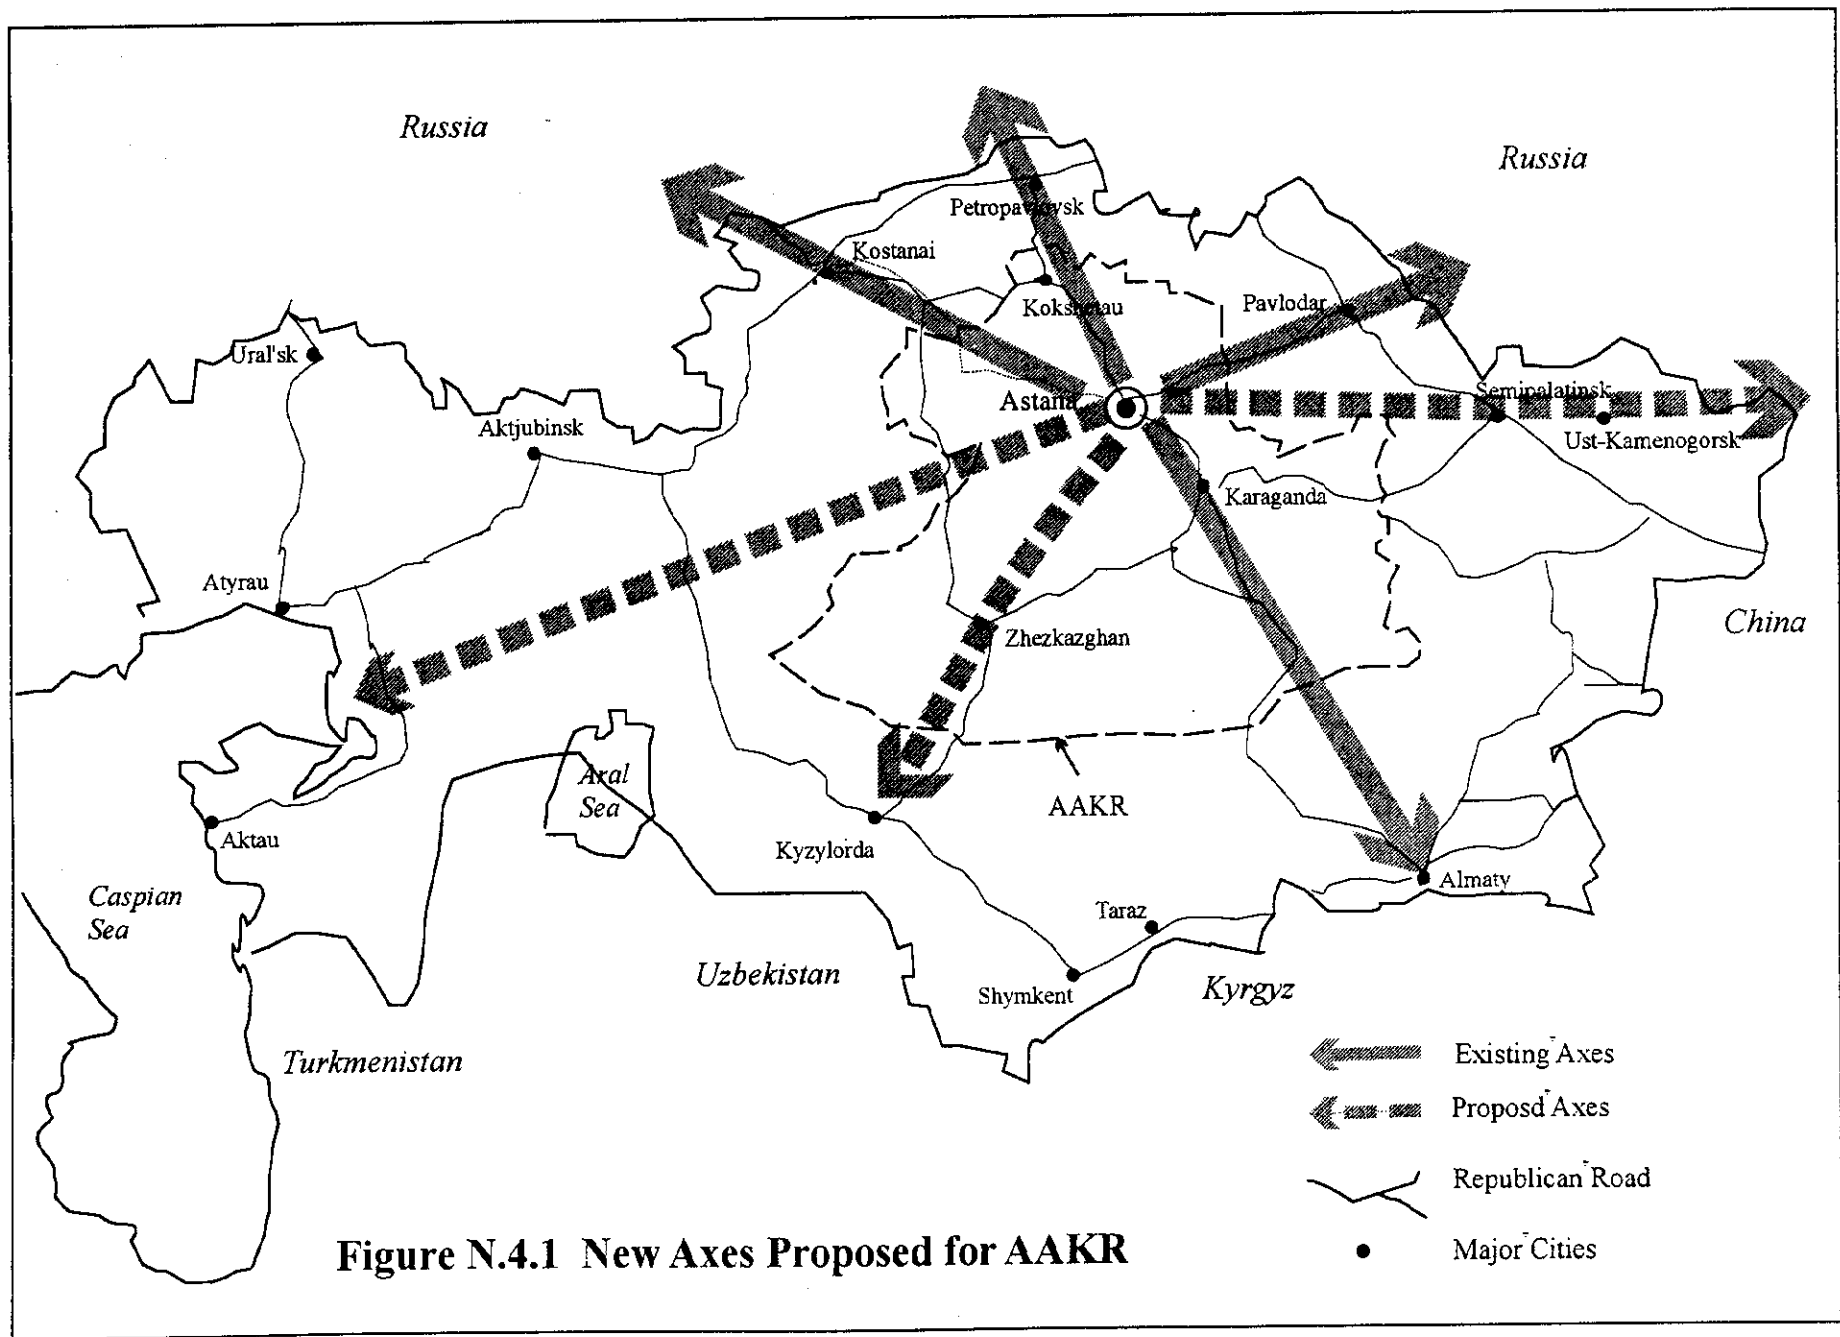 Russia
Russia
Petropavlovsk
Kostanai
Kokshetau
Pavlodar
Ural'sk
Astana
Semipalatinsk
Aktjubinsk
Ust-Kamenogorsk
Karaganda
Atyrau
China
Zhezkazghan
Aral
Sea
AAKR
Aktau
Kyzylorda
Almaty
Caspian
Sea
Taraz
Uzbekistan
Shymkent
Kyrgyz
Turkmenistan
Existing Axes
Proposd Axes
Republican Road
Major Cities
Figure N.4.1 New Axes Proposed for AAKR